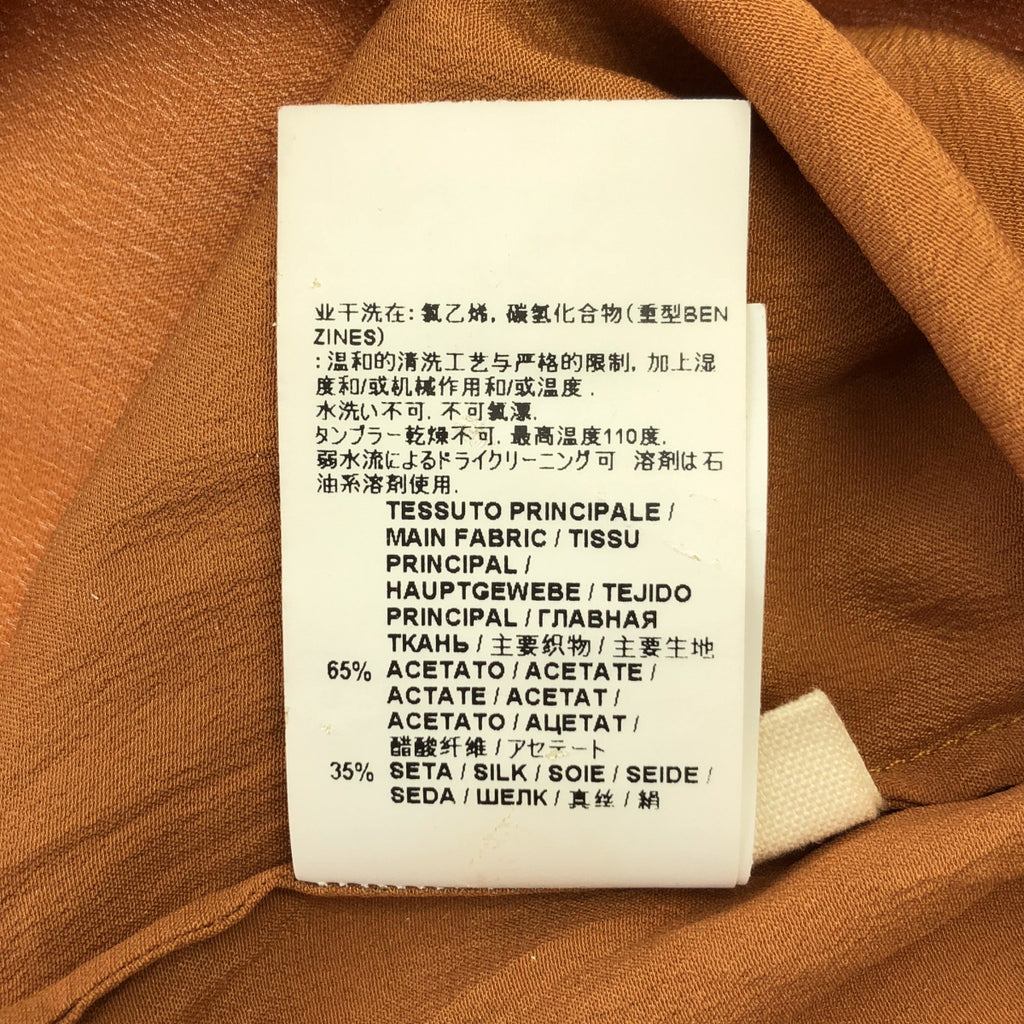 业干洗在: 氯乙烯, 碳氢化合物(重型BEN
ZINES)
:温和的清洗工艺与严格的限制, 加上湿
度和/或机械作用和/或温度 .
水洗い不可. 不可氯漂.
タンブラー乾燥不可. 最高温度110度.
弱水流によるドライクリーニング可 溶剤は石
油系溶剤使用.
TESSUTO PRINCIPALE /
MAIN FABRIC / TISSU
PRINCIPAL /
HAUPTGEWEBE / TEJIDO
PRINCIPAL / ГЛАВНАЯ
ТКАНЬ / 主要织物 / 主要生地
65% ACETATO / ACETATE /
ACTATE / ACETAT /
ACETATO / АЦЕТАТ /
醋酸纤维 / アセテート
35% SETA / SILK / SOIE / SEIDE /
SEDA / ШЕЛК / 真丝 / 絹